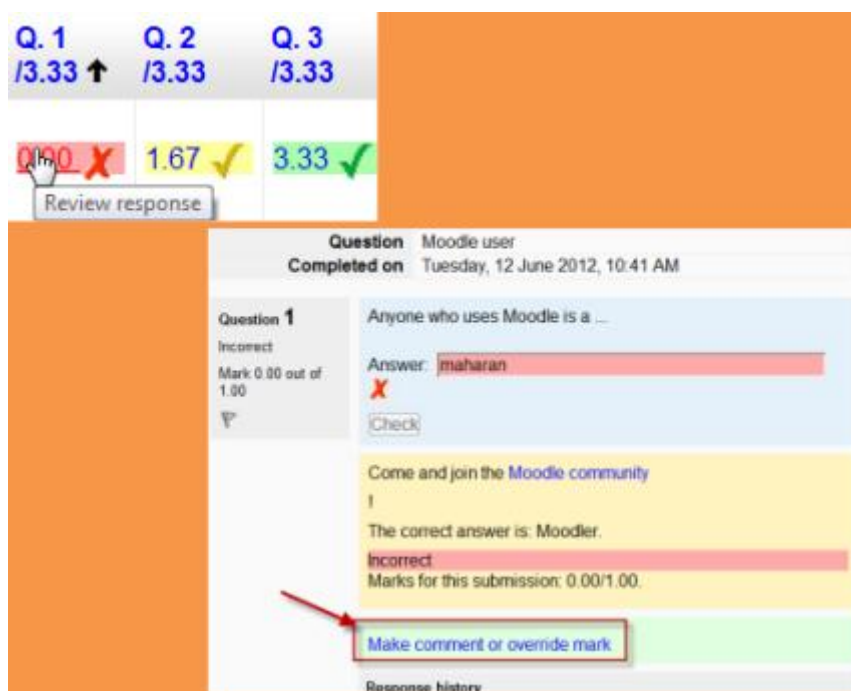 Q. 1 Q. 2 Q. 3
/3.33 /3.33 /3.33
0.00 1.67 3.33
Review response
Question Moodle user
Completed on Tuesday, 12 June 2012, 10:41 AM
Question 1
Incorrect
Mark 0.00 out of
1.00
Anyone who uses Moodle is a ...
Answer: maharan
Check
Come and join the Moodle community
!
The correct answer is: Moodler.
Incorrect
Marks for this submission: 0.00/1.00.
Make comment or override mark
Response history